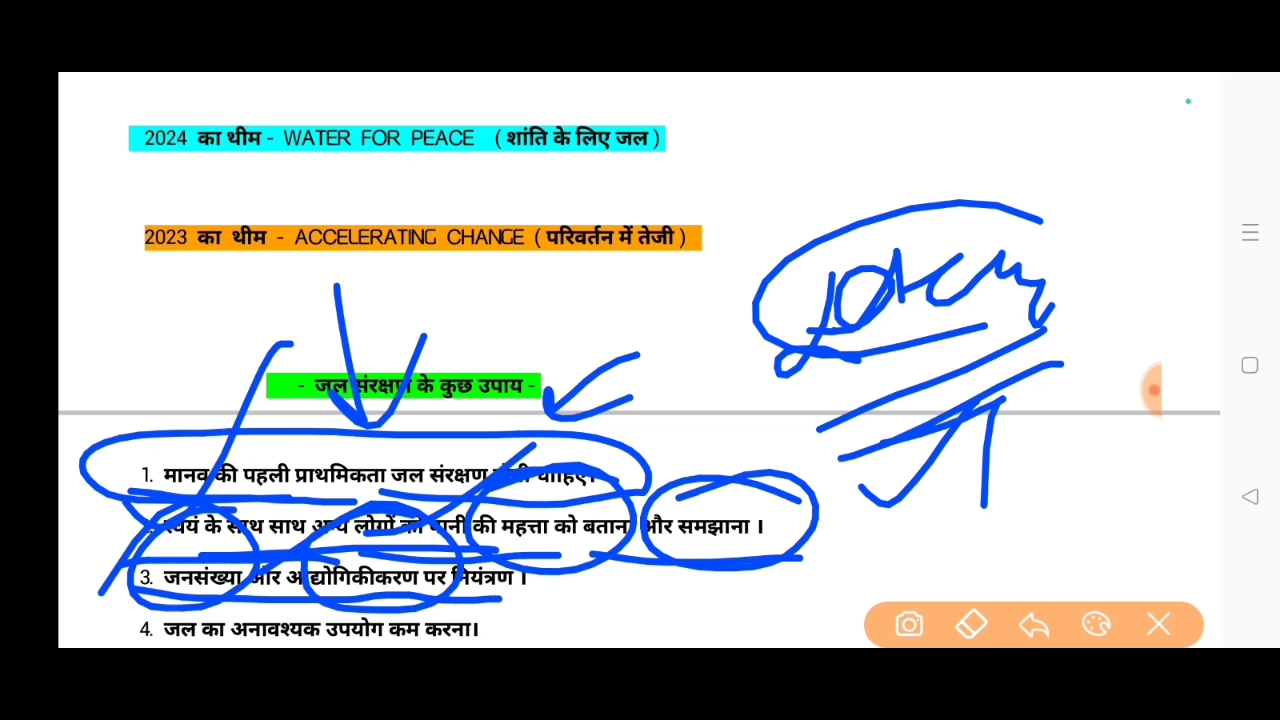 2024 का थीम - WATER FOR PEACE ( शांति के लिए जल )
2023 का थीम - ACCELERATING CHANGE ( परिवर्तन में तेजी )
- जल संरक्षण के कुछ उपाय -
1. मानव की पहली प्राथमिकता जल संरक्षण होनी चाहिए।
2. स्वयं के साथ साथ अन्य लोगों को पानी की महत्ता को बताना और समझाना ।
3. जनसंख्या और औद्योगिकीकरण पर नियंत्रण ।
4. जल का अनावश्यक उपयोग कम करना।